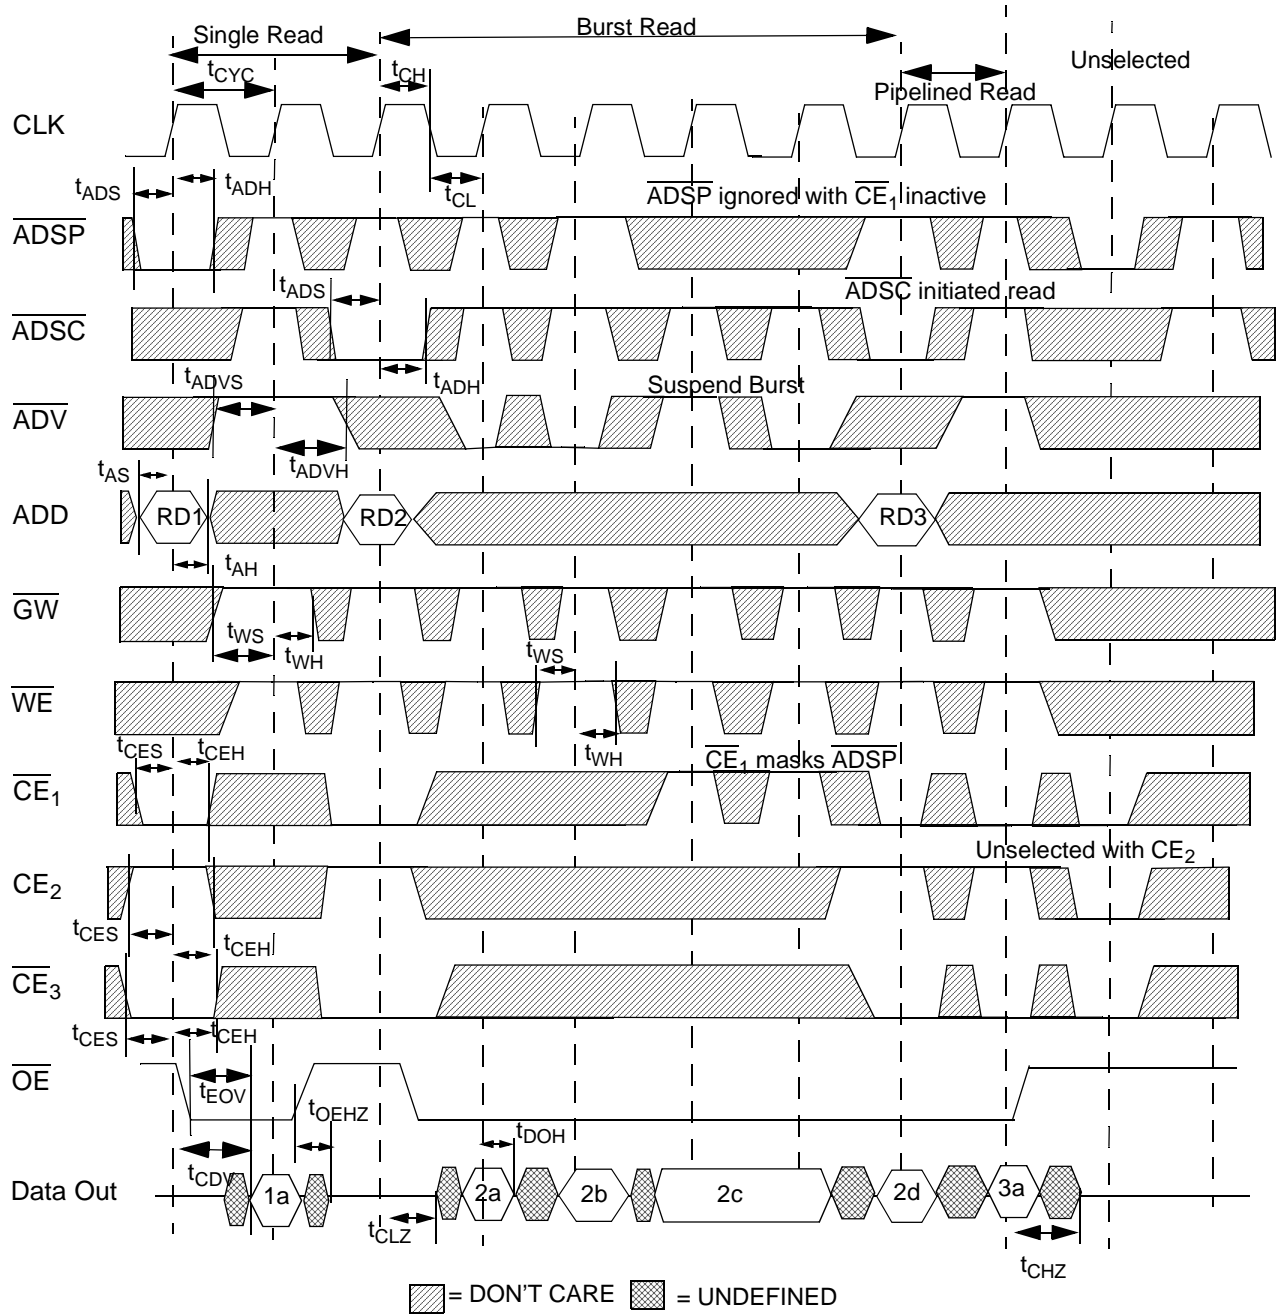 Single Read
Burst Read
Unselected
tCYC
tCH
Pipelined Read
CLK
tADS
tADH
tCL
ADSP ignored with CE1 inactive
ADSP
tADS
ADSC initiated read
ADSC
tADVS
tADH
Suspend Burst
ADV
tADVH
tAS
ADD
RD1
RD2
RD3
tAH
GW
tWS
tWH
tWS
WE
tCES
tCEH
tWH
CE1 masks ADSP
CE1
Unselected with CE2
CE2
tCES
tCEH
CE3
tCES
tCEH
OE
tEOV
tOEHZ
tDOH
tCDV
Data Out
1a
2a
2b
2c
2d
3a
tCLZ
tCHZ
= DON'T CARE
= UNDEFINED